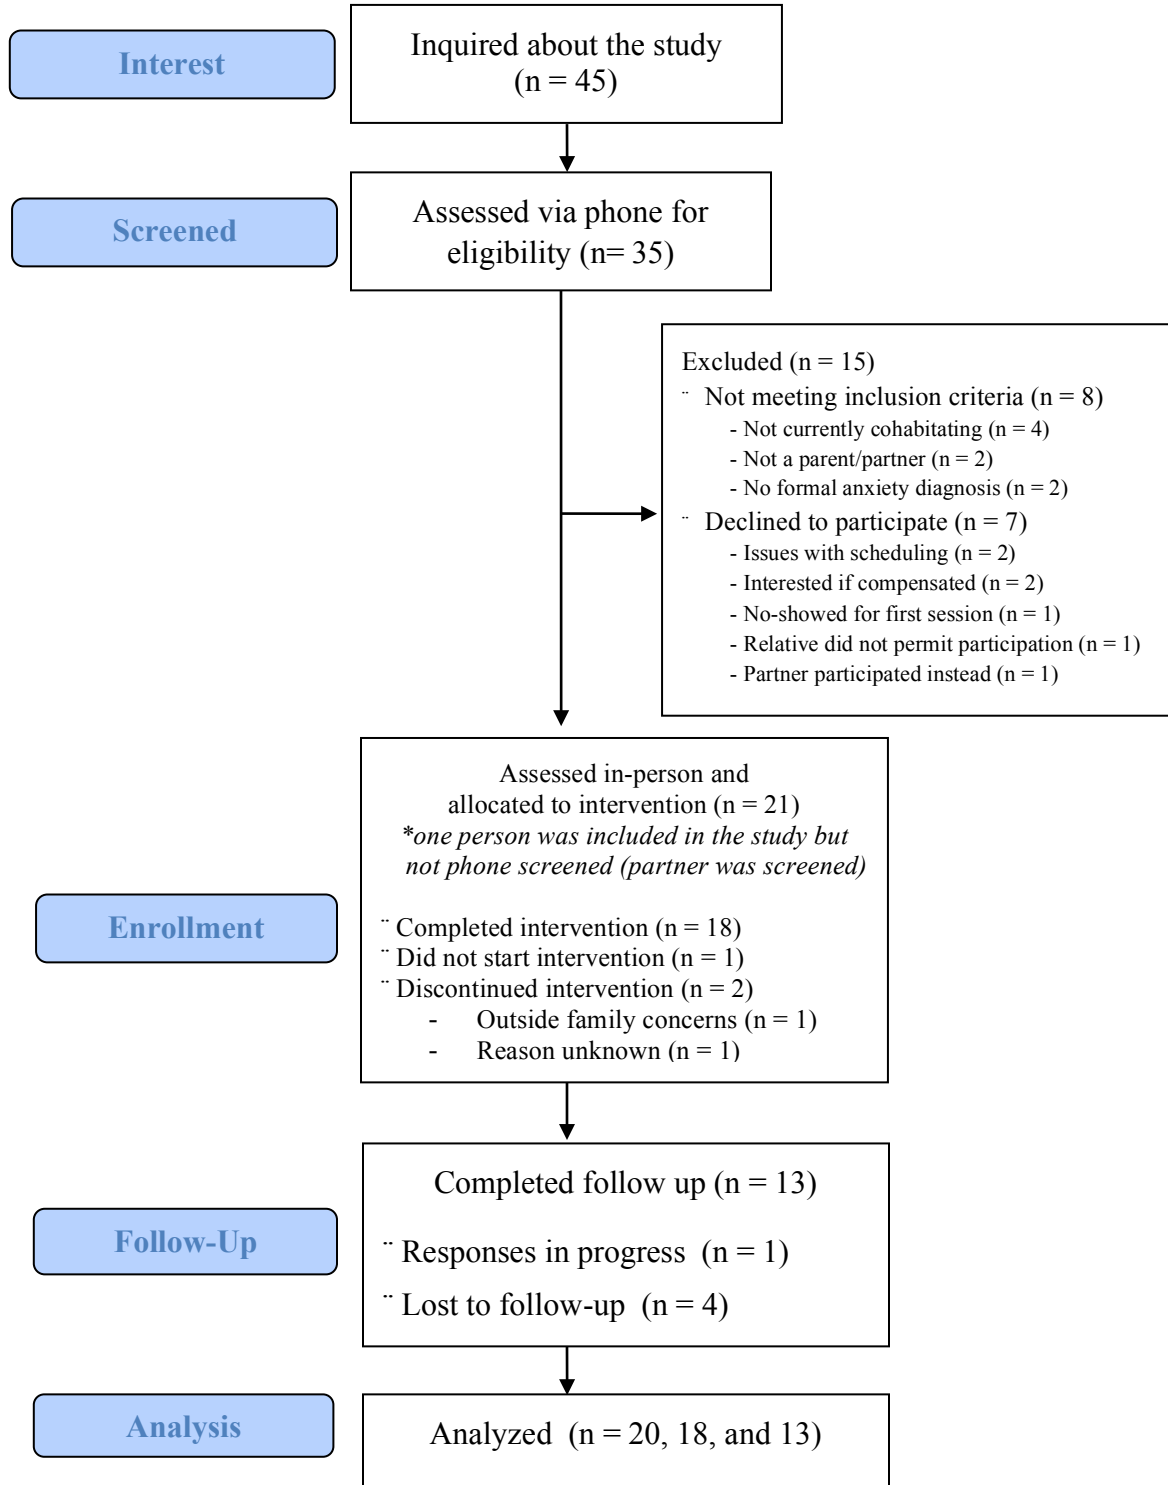 Interest
Inquired about the study
(n = 45)
Screened
Assessed via phone for
eligibility (n= 35)
Excluded (n = 15)
¨ Not meeting inclusion criteria (n = 8)
- Not currently cohabitating (n = 4)
- Not a parent/partner (n = 2)
- No formal anxiety diagnosis (n = 2)
¨ Declined to participate (n = 7)
- Issues with scheduling (n = 2)
- Interested if compensated (n = 2)
- No-showed for first session (n = 1)
- Relative did not permit participation (n = 1)
- Partner participated instead (n = 1)
Enrollment
Assessed in-person and
allocated to intervention (n = 21)
*one person was included in the study but
not phone screened (partner was screened)
¨ Completed intervention (n = 18)
¨ Did not start intervention (n = 1)
¨ Discontinued intervention (n = 2)
- Outside family concerns (n = 1)
- Reason unknown (n = 1)
Follow-Up
Completed follow up (n = 13)
¨ Responses in progress (n = 1)
¨ Lost to follow-up (n = 4)
Analysis
Analyzed (n = 20, 18, and 13)